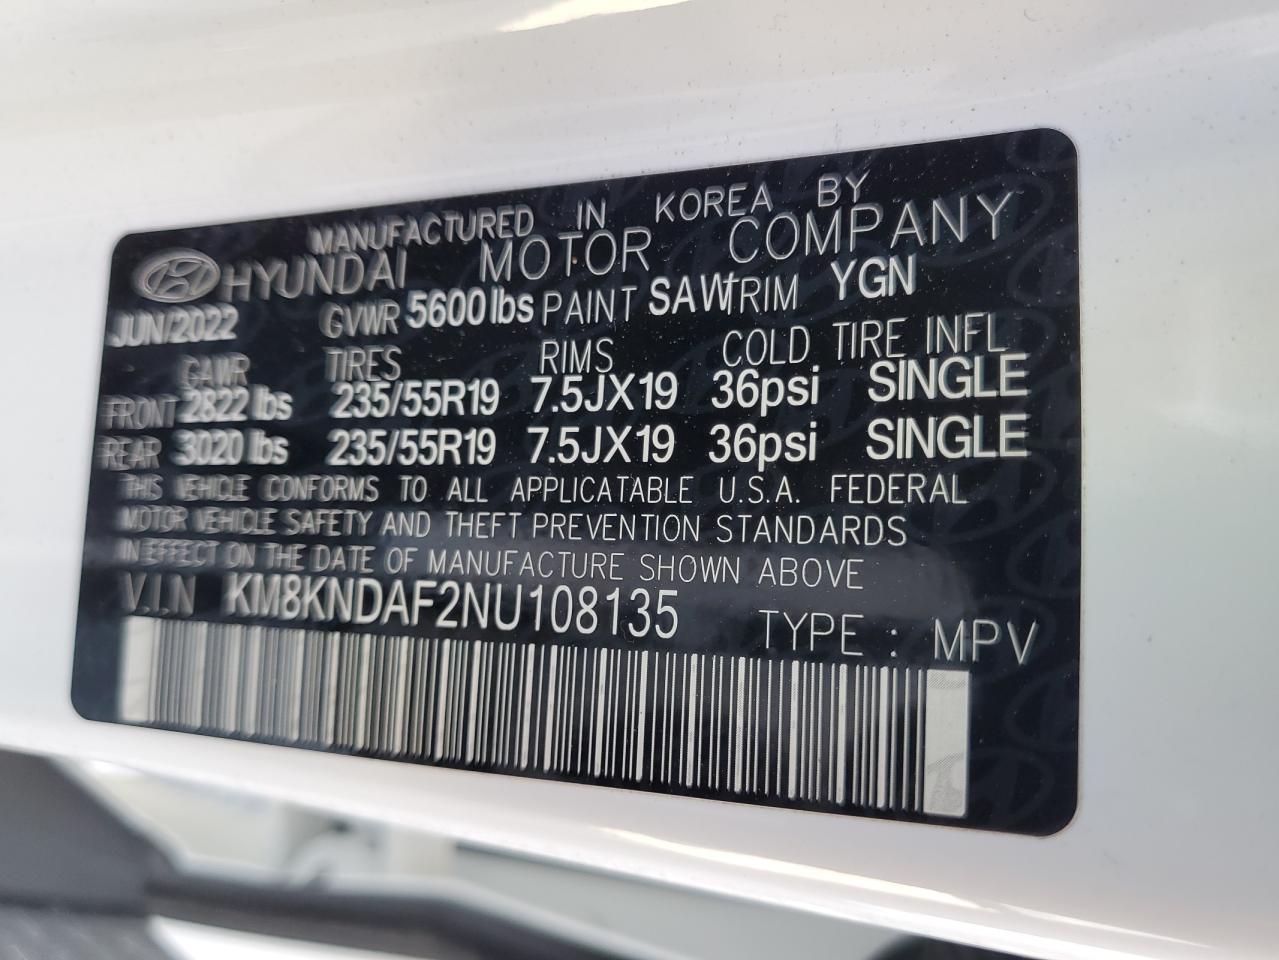 MANUFACTURED IN KOREA BY
HYUNDAI MOTOR COMPANY
JUN/2022 GVWR 5600lbs PAINT SAW TRIM YGN
GAWR TIRES RIMS COLD TIRE INFL
FRONT 2822 lbs 235/55R19 7.5JX19 36psi SINGLE
REAR 3020 lbs 235/55R19 7.5JX19 36psi SINGLE
THIS VEHICLE CONFORMS TO ALL APPLICATABLE U.S.A. FEDERAL
MOTOR VEHICLE SAFETY AND THEFT PREVENTION STANDARDS
IN EFFECT ON THE DATE OF MANUFACTURE SHOWN ABOVE
V.I.N KM8KNDAF2NU108135 TYPE : MPV